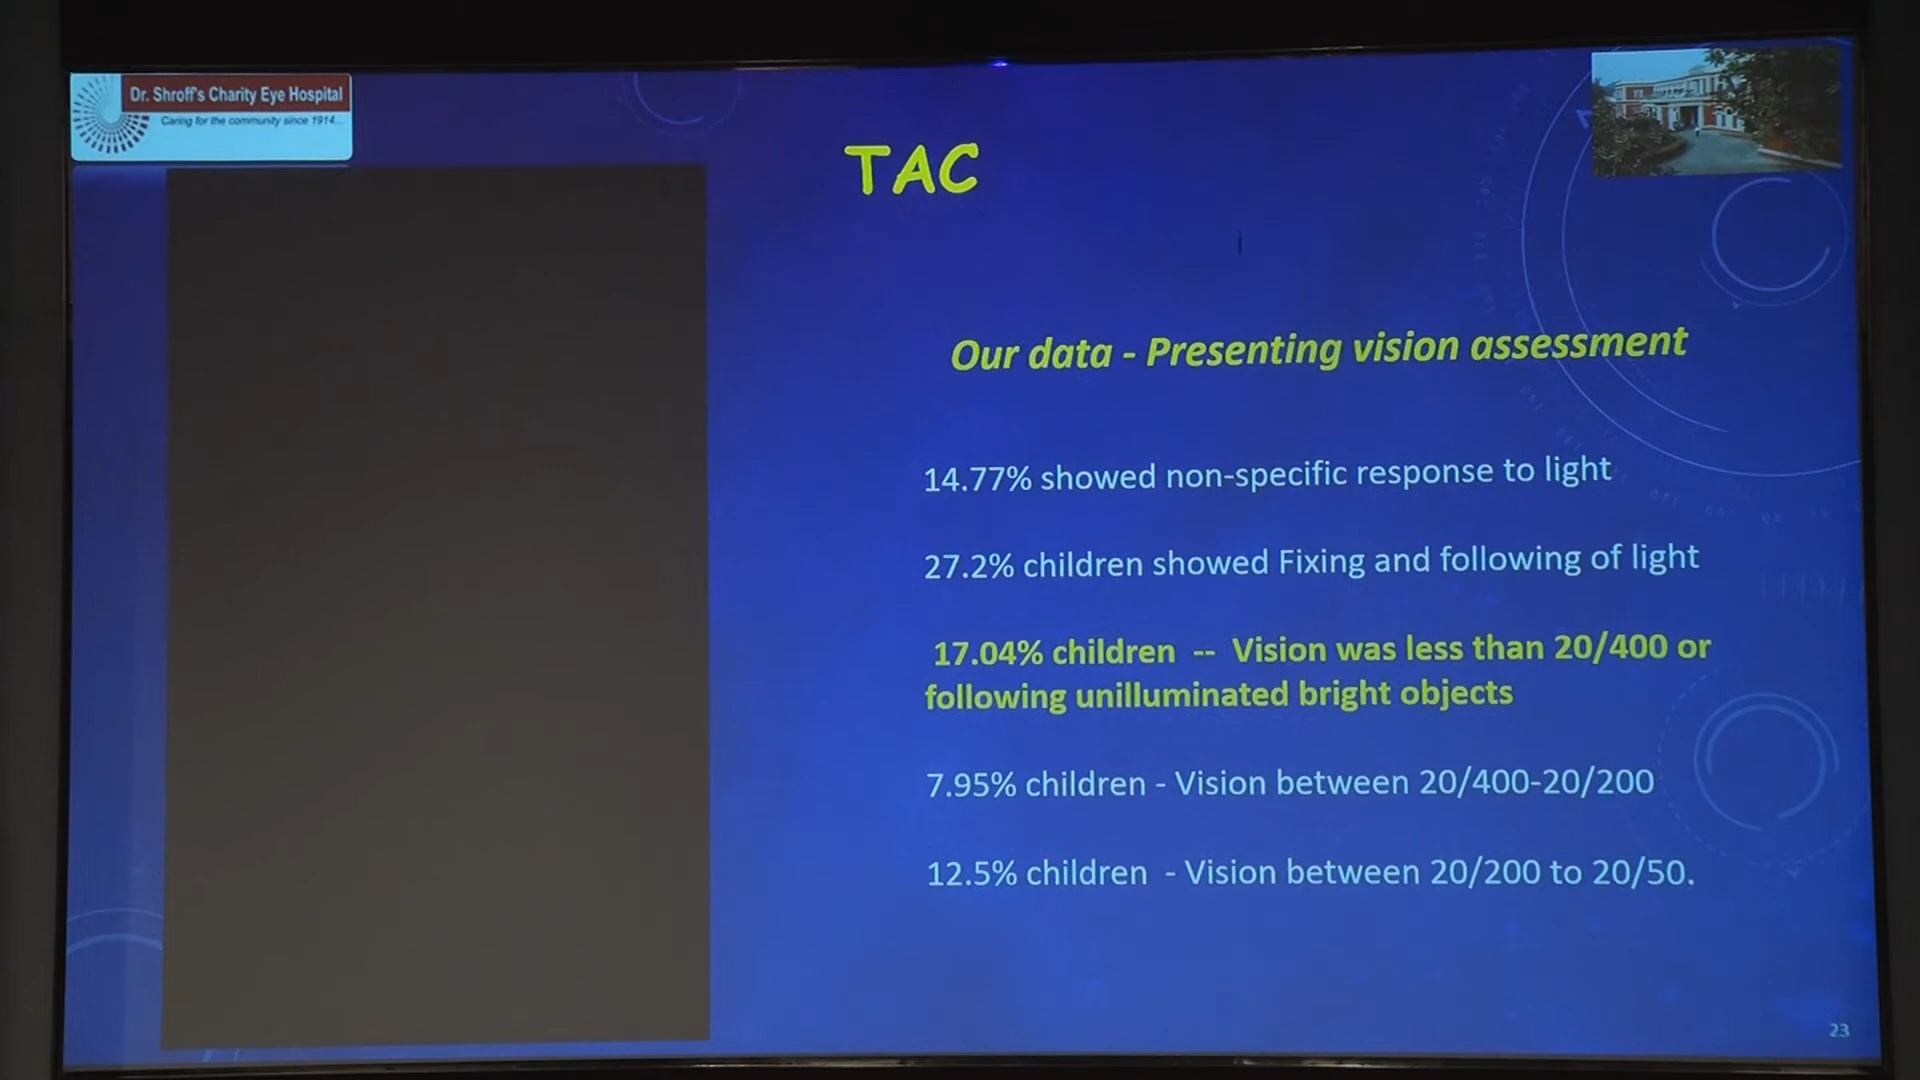 Dr. Shroff's Charity Eye Hospital
Caring for the community since 1914...
TAC
Our data - Presenting vision assessment
14.77% showed non-specific response to light
27.2% children showed Fixing and following of light
17.04% children -- Vision was less than 20/400 or
following unilluminated bright objects
7.95% children - Vision between 20/400-20/200
12.5% children - Vision between 20/200 to 20/50.
23